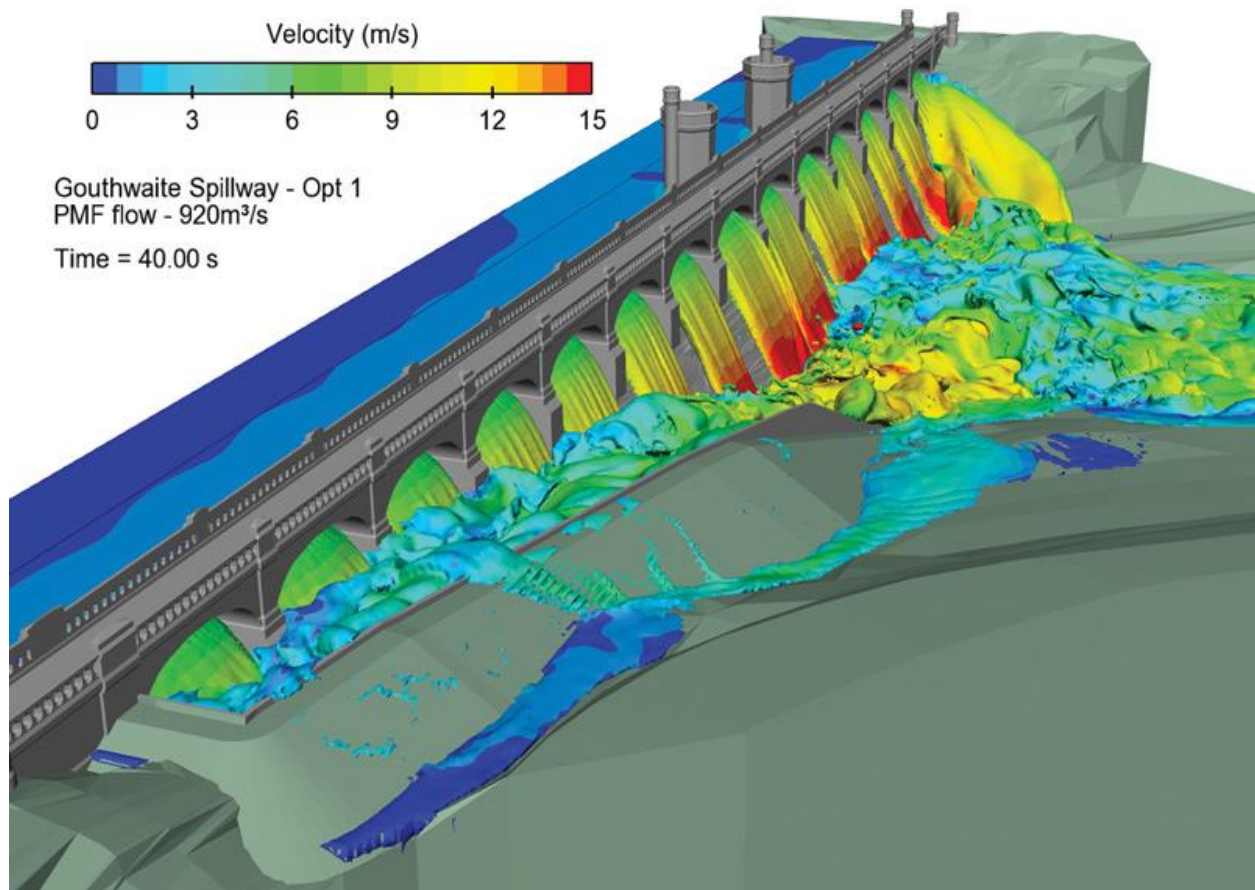 Velocity (m/s)
0 3 6 9 12 15
Gouthwaite Spillway - Opt 1
PMF flow - 920m³/s
Time = 40.00 s